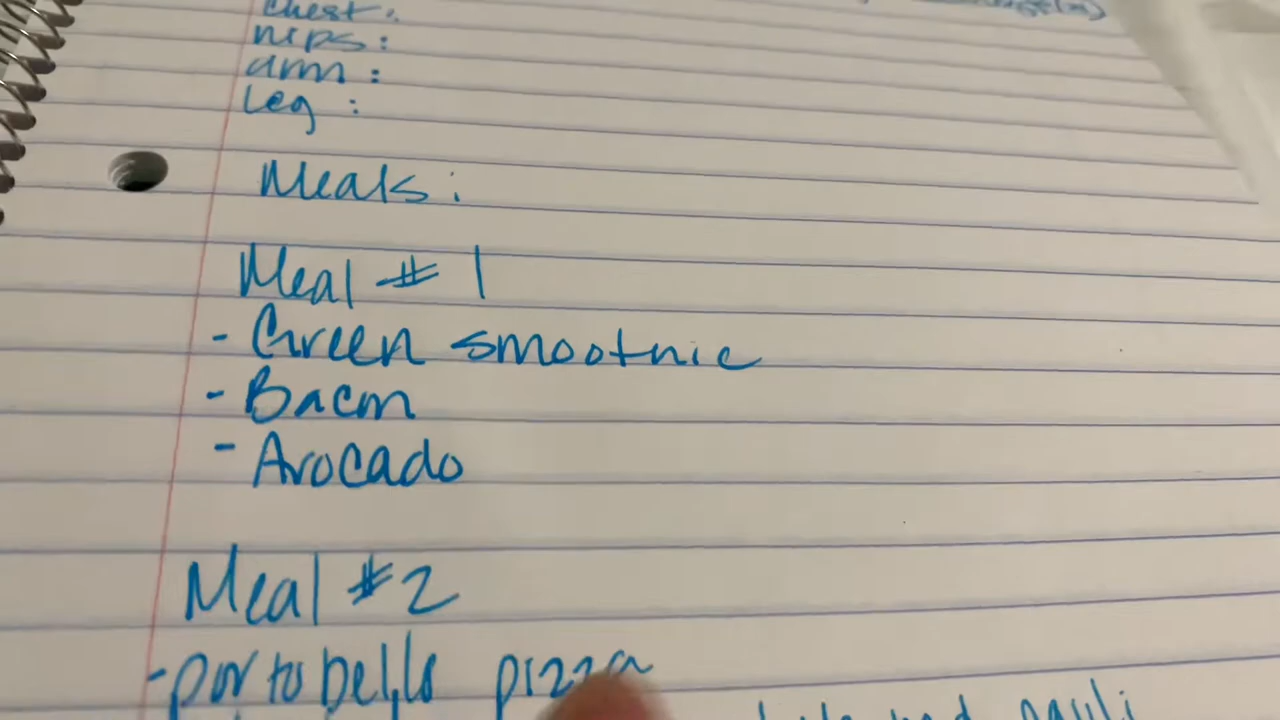 Chest:
hips:
arm:
Leg:
Meals:
Meal #1
- Green smoothie
- Bacon
- Avocado
Meal #2
- portobello pizza